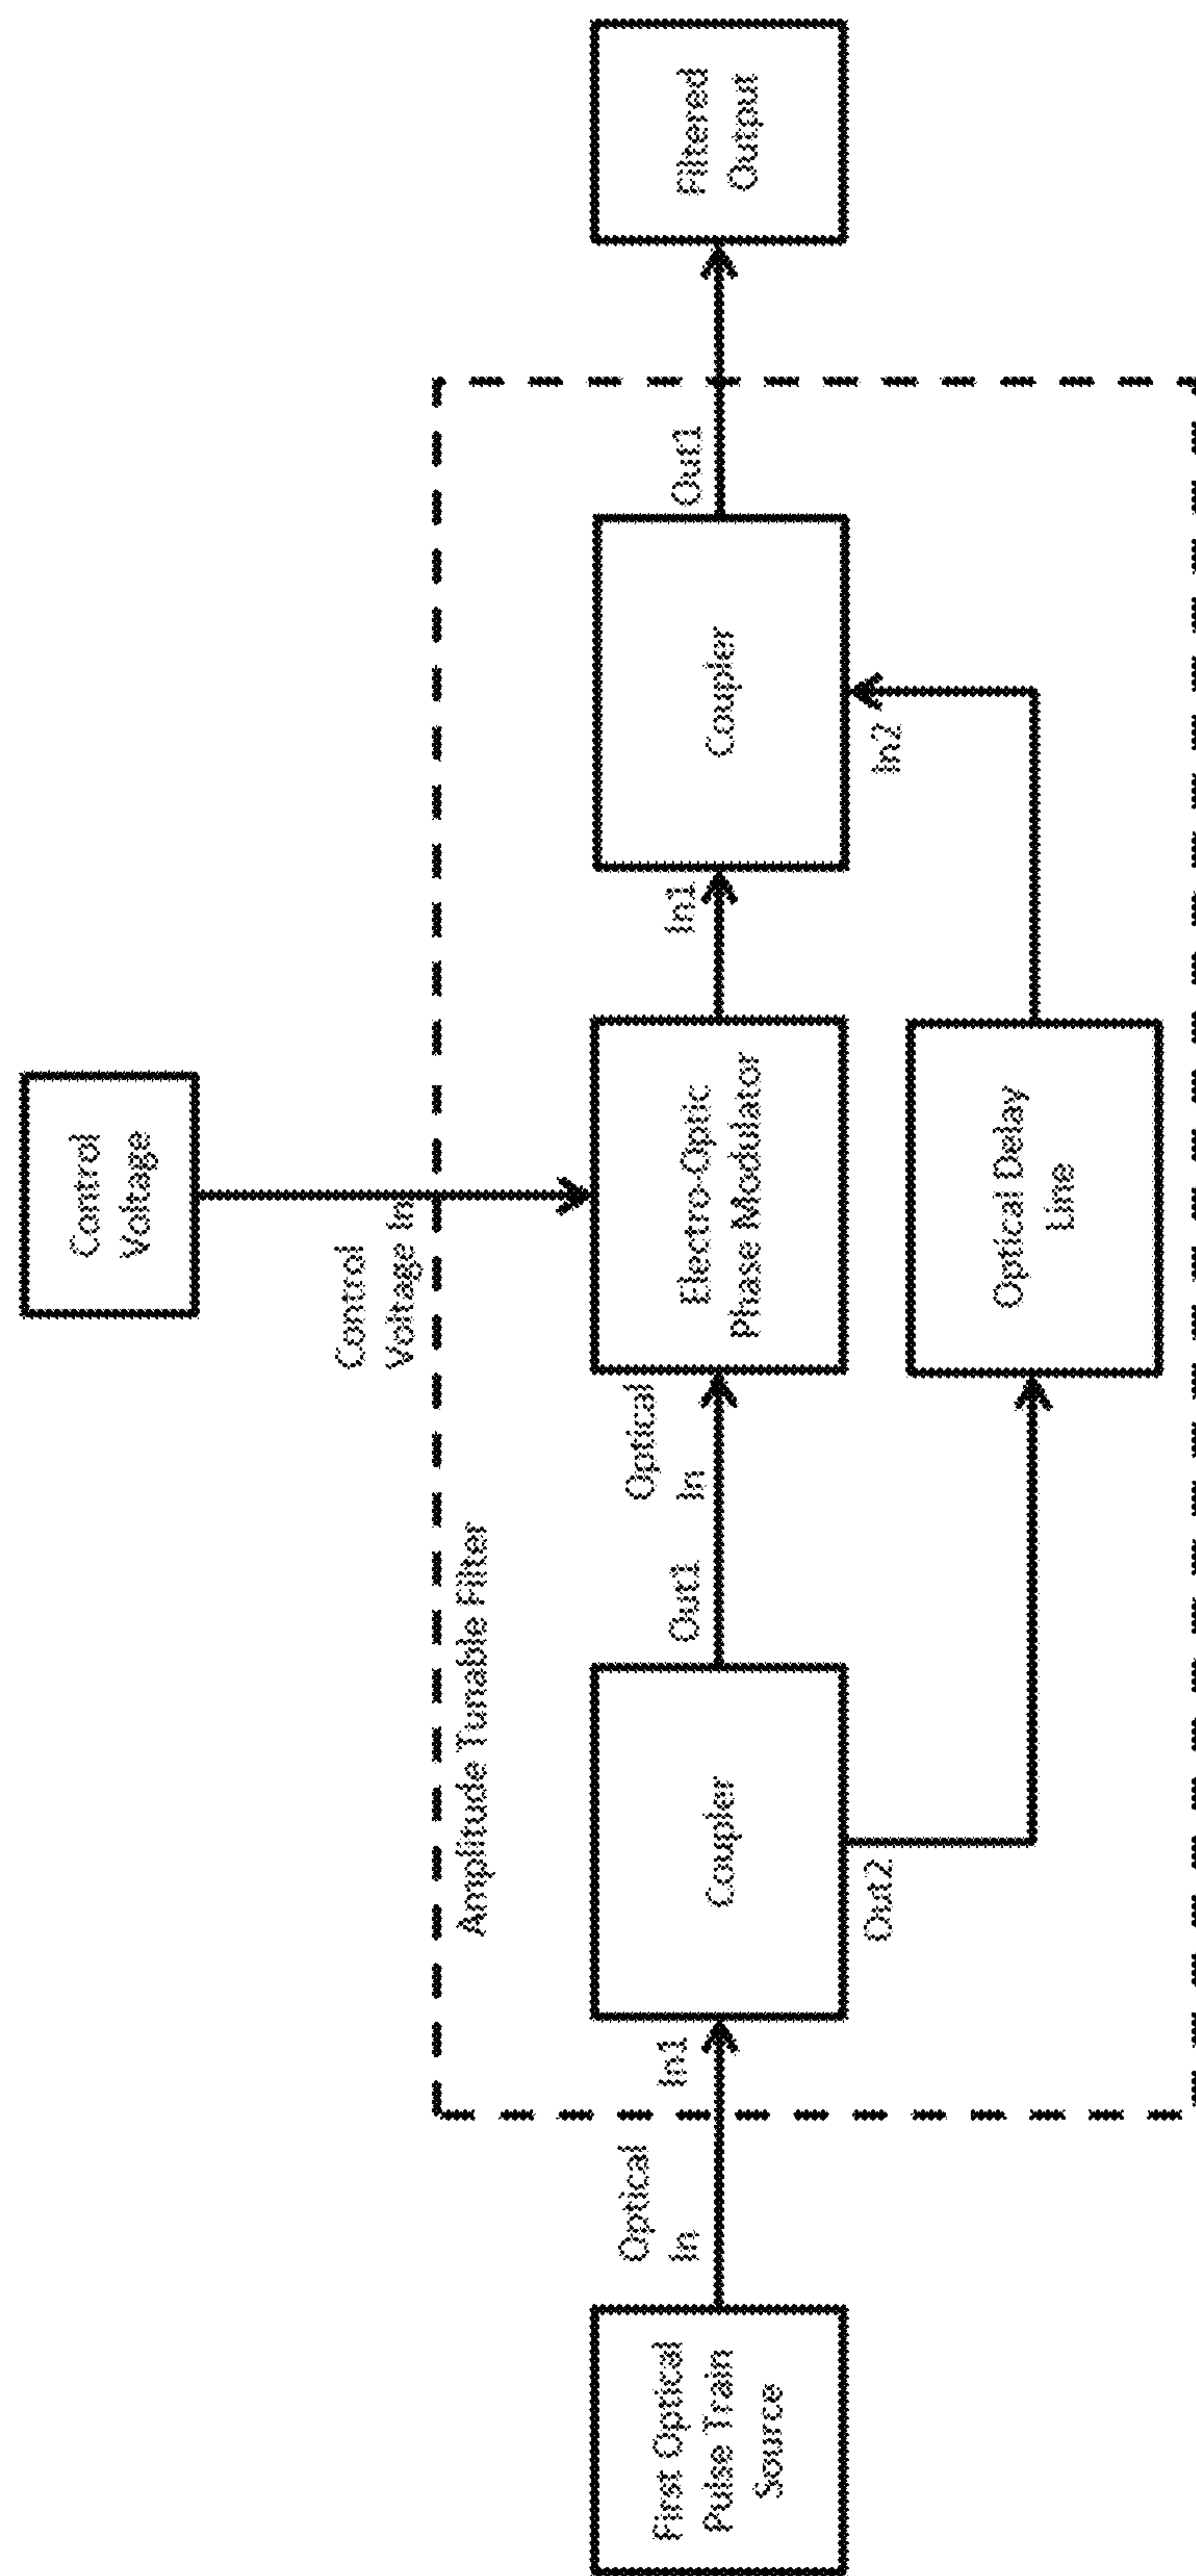 Control
Voltage
Control
Voltage In
Amplitude Tunable Filter
First Optical
Pulse Train
Source
Optical
In
In1
Coupler
Out1
Out2
Optical
In
Electro-Optic
Phase Modulator
Optical Delay
Line
In1
In2
Coupler
Out1
Filtered
Output